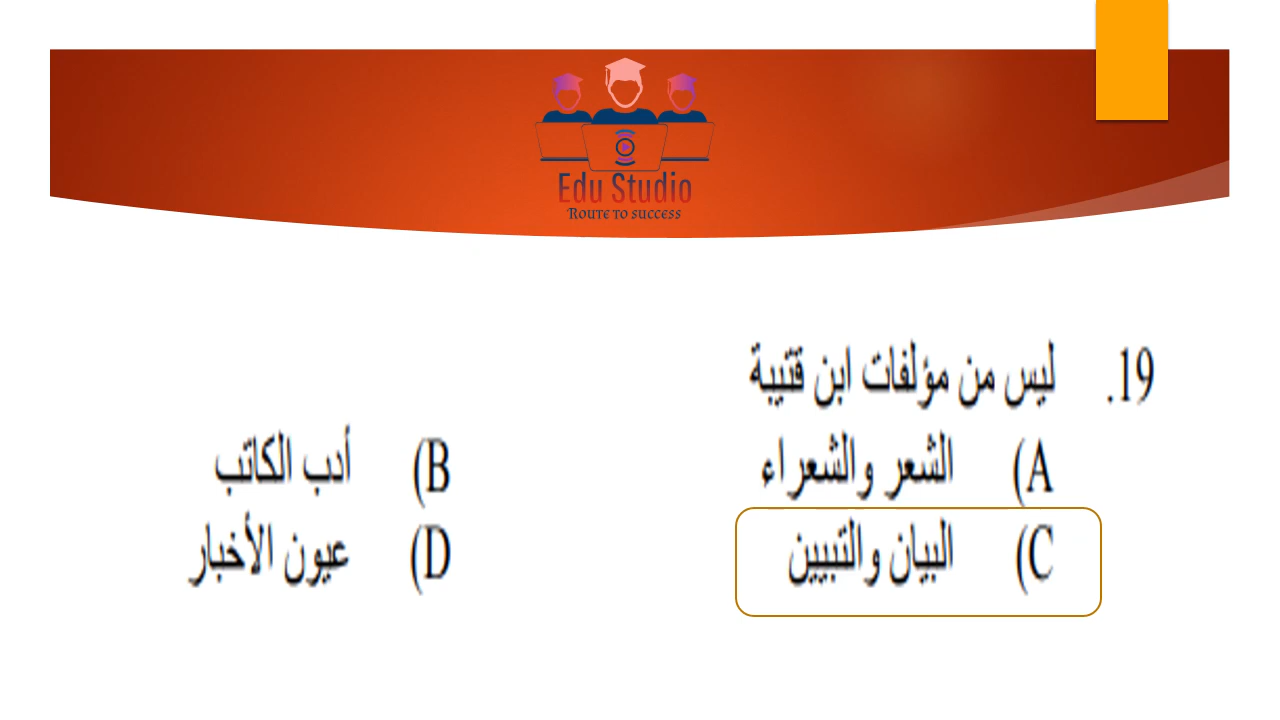 Edu Studio
Route to success
19. ليس من مؤلفات ابن قتيبة
A) الشعر والشعراء B) أدب الكاتب
C) البيان والتبيين D) عيون الأخبار